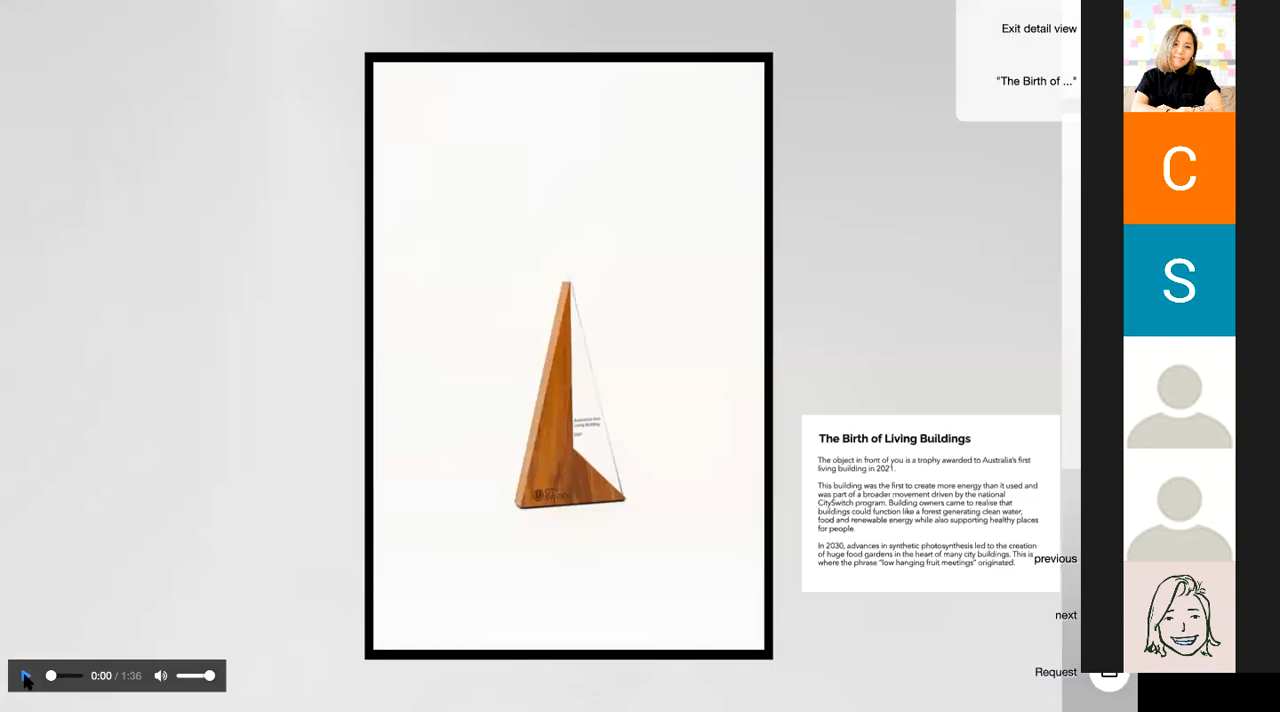 Exit detail view
"The Birth of ..."
C
S
The Birth of Living Buildings
The object in front of you is a trophy awarded to Australia's first
living building in 2021.
This building was the first to create more energy than it used and
was part of a broader movement driven by the national
CitySwitch program. Building owners came to realise that
buildings could function like a forest generating clean water,
food and renewable energy while also supporting healthy places
for people
In 2030, advances in synthetic photosynthesis led to the creation
of huge food gardens in the heart of many city buildings. This is
where the phrase "low hanging fruit meetings" originated.
previous
next
Request
0:00 / 1:36